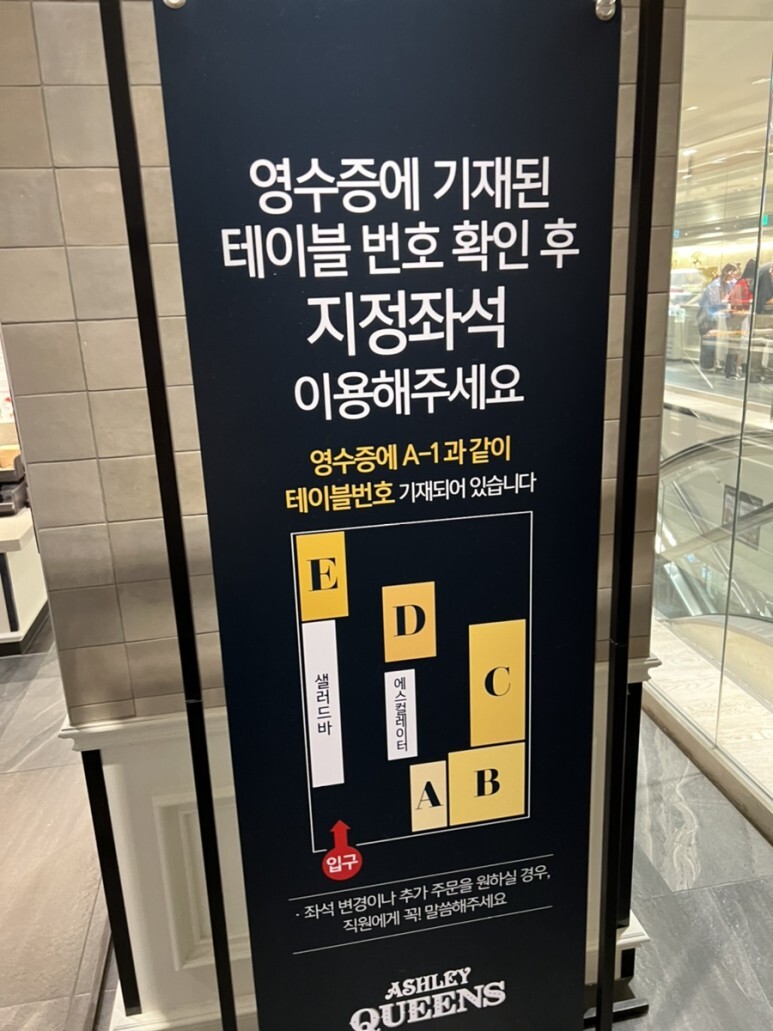 영수증에 기재된
테이블 번호 확인 후
지정좌석
이용해주세요
영수증에 A-1과 같이
테이블번호 기재되어 있습니다
E
D
C
샐러드바
에스컬레이터
A
B
입구
· 좌석 변경이나 추가 주문을 원하실 경우,
직원에게 꼭! 말씀해주세요
ASHLEY
QUEENS